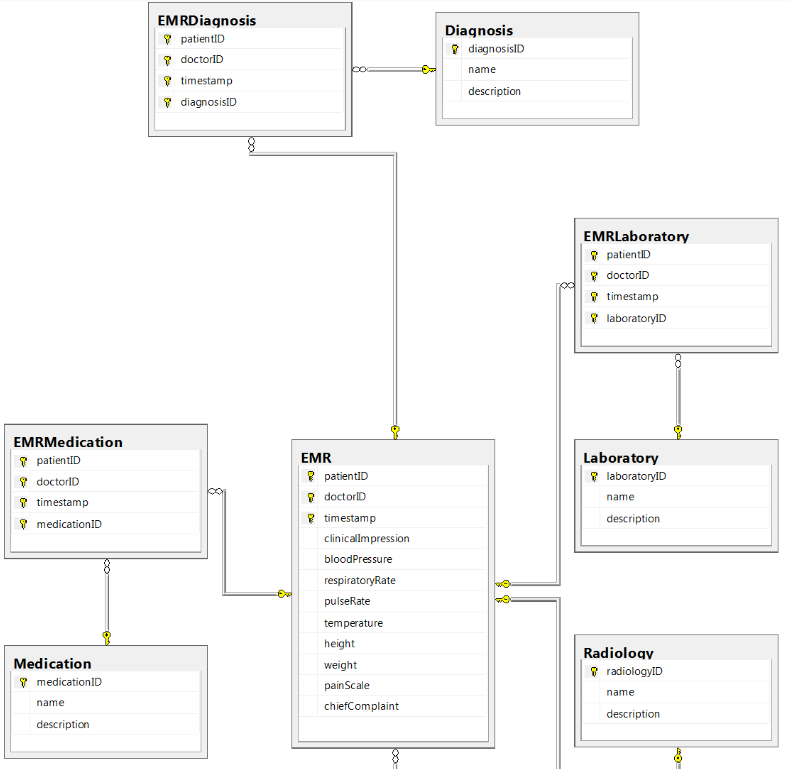 EMRDiagnosis
patientID
doctorID
timestamp
diagnosisID
Diagnosis
diagnosisID
name
description
EMRLaboratory
patientID
doctorID
timestamp
laboratoryID
EMRMedication
patientID
doctorID
timestamp
medicationID
EMR
patientID
doctorID
timestamp
clinicalImpression
bloodPressure
respiratoryRate
pulseRate
temperature
height
weight
painScale
chiefComplaint
Laboratory
laboratoryID
name
description
Medication
medicationID
name
description
Radiology
radiologyID
name
description